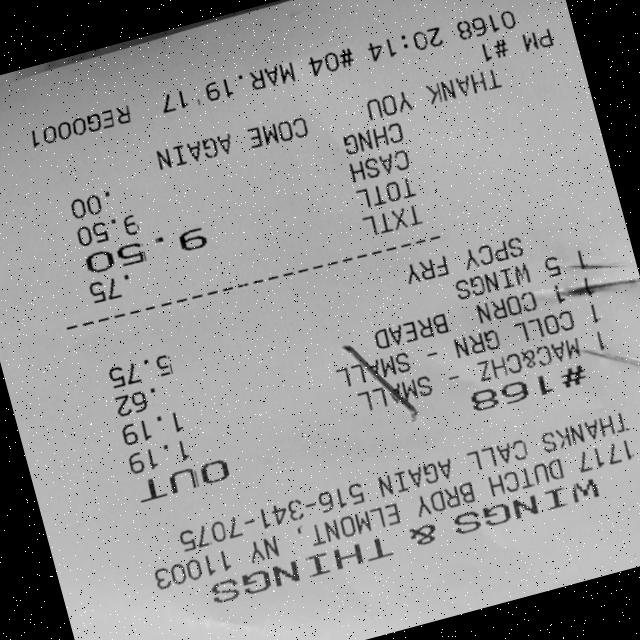 WINGS & THINGS
1717 DUTCH BRDY ELMONT, NY 11003
THANKS CALL AGAIN 516-341-7075
#168 OUT
1 MAC&CHZ - SMALL 1.19
1 COLL GRN - SMALL 1.19
1 1 CORN BREAD .62
1 5 WINGS 5.75
SPCY FRY
TXTL .75
TOTL 9.50
CASH 9.50
CHNG .00
THANK YOU COME AGAIN
PM #1
0168 20:14 #04 MAR.19'17 REG0001